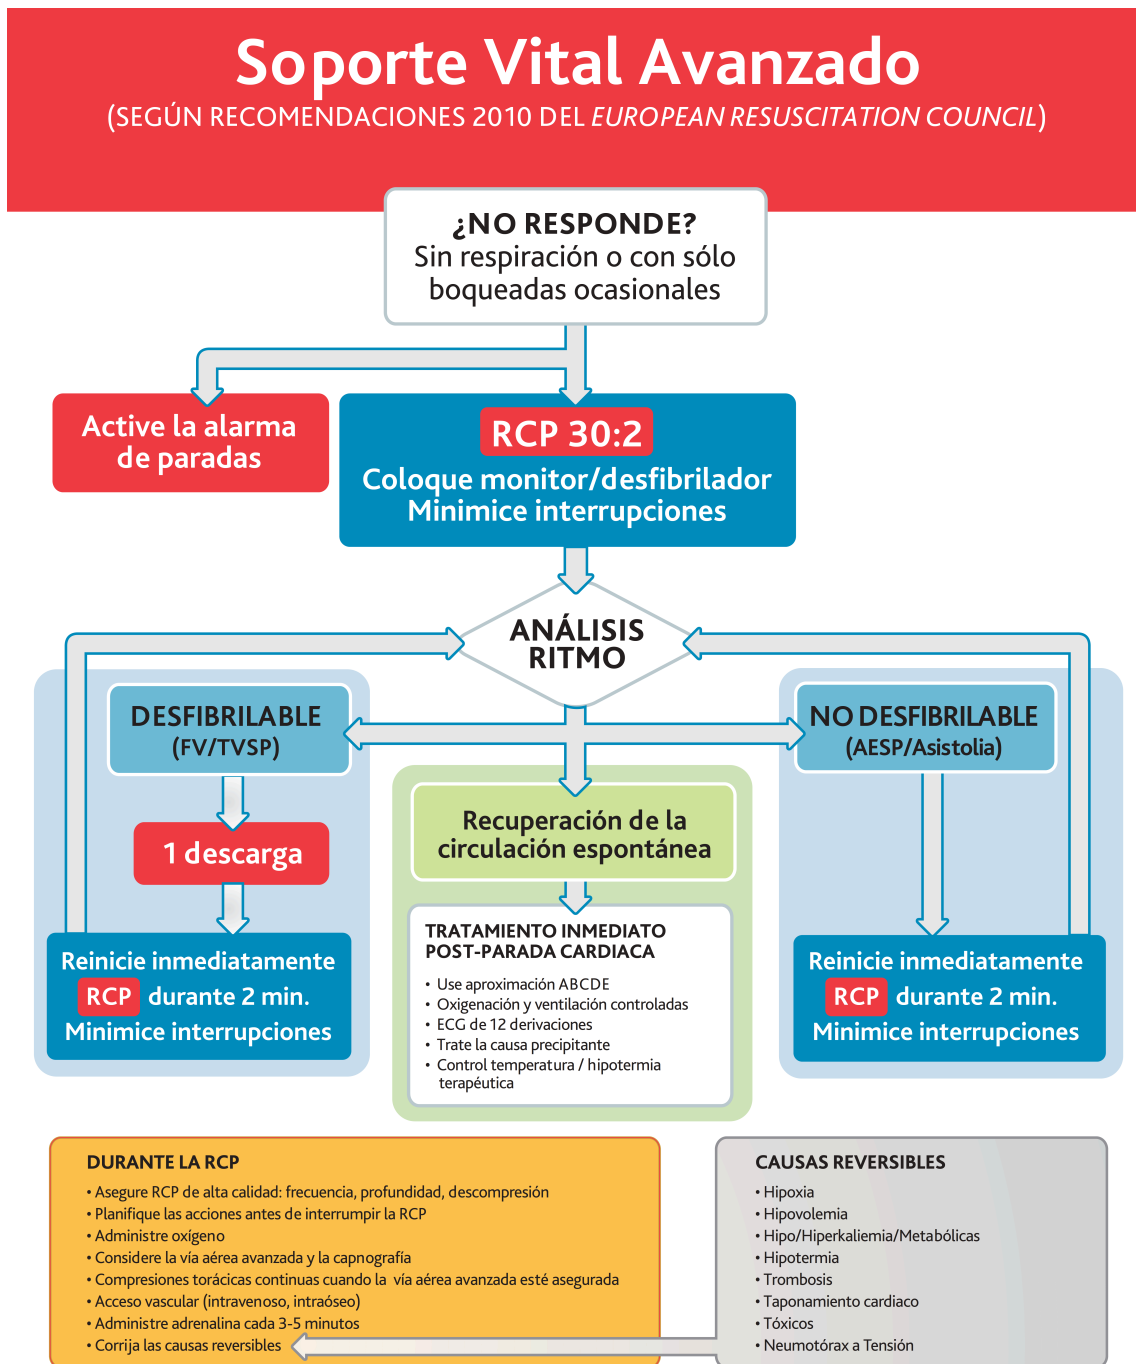 Soporte Vital Avanzado
(SEGÚN RECOMENDACIONES 2010 DEL EUROPEAN RESUSCITATION COUNCIL)
¿NO RESPONDE?
Sin respiración o con sólo
boqueadas ocasionales
Active la alarma
de paradas
RCP 30:2
Coloque monitor/desfibrilador
Minimice interrupciones
ANÁLISIS
RITMO
DESFIBRILABLE
(FV/TVSP)
1 descarga
Reinicie inmediatamente
RCP durante 2 min.
Minimice interrupciones
Recuperación de la
circulación espontánea
TRATAMIENTO INMEDIATO
POST-PARADA CARDIACA
• Use aproximación ABCDE
• Oxigenación y ventilación controladas
• ECG de 12 derivaciones
• Trate la causa precipitante
• Control temperatura / hipotermia
terapéutica
NO DESFIBRILABLE
(AESP/Asistolia)
Reinicie inmediatamente
RCP durante 2 min.
Minimice interrupciones
DURANTE LA RCP
• Asegure RCP de alta calidad: frecuencia, profundidad, descompresión
• Planifique las acciones antes de interrumpir la RCP
• Administre oxígeno
• Considere la vía aérea avanzada y la capnografía
• Compresiones torácicas continuas cuando la vía aérea avanzada esté asegurada
• Acceso vascular (intravenoso, intraóseo)
• Administre adrenalina cada 3-5 minutos
• Corrija las causas reversibles
CAUSAS REVERSIBLES
• Hipoxia
• Hipovolemia
• Hipo/Hiperkaliemia/Metabólicas
• Hipotermia
• Trombosis
• Taponamiento cardiaco
• Tóxicos
• Neumotórax a Tensión